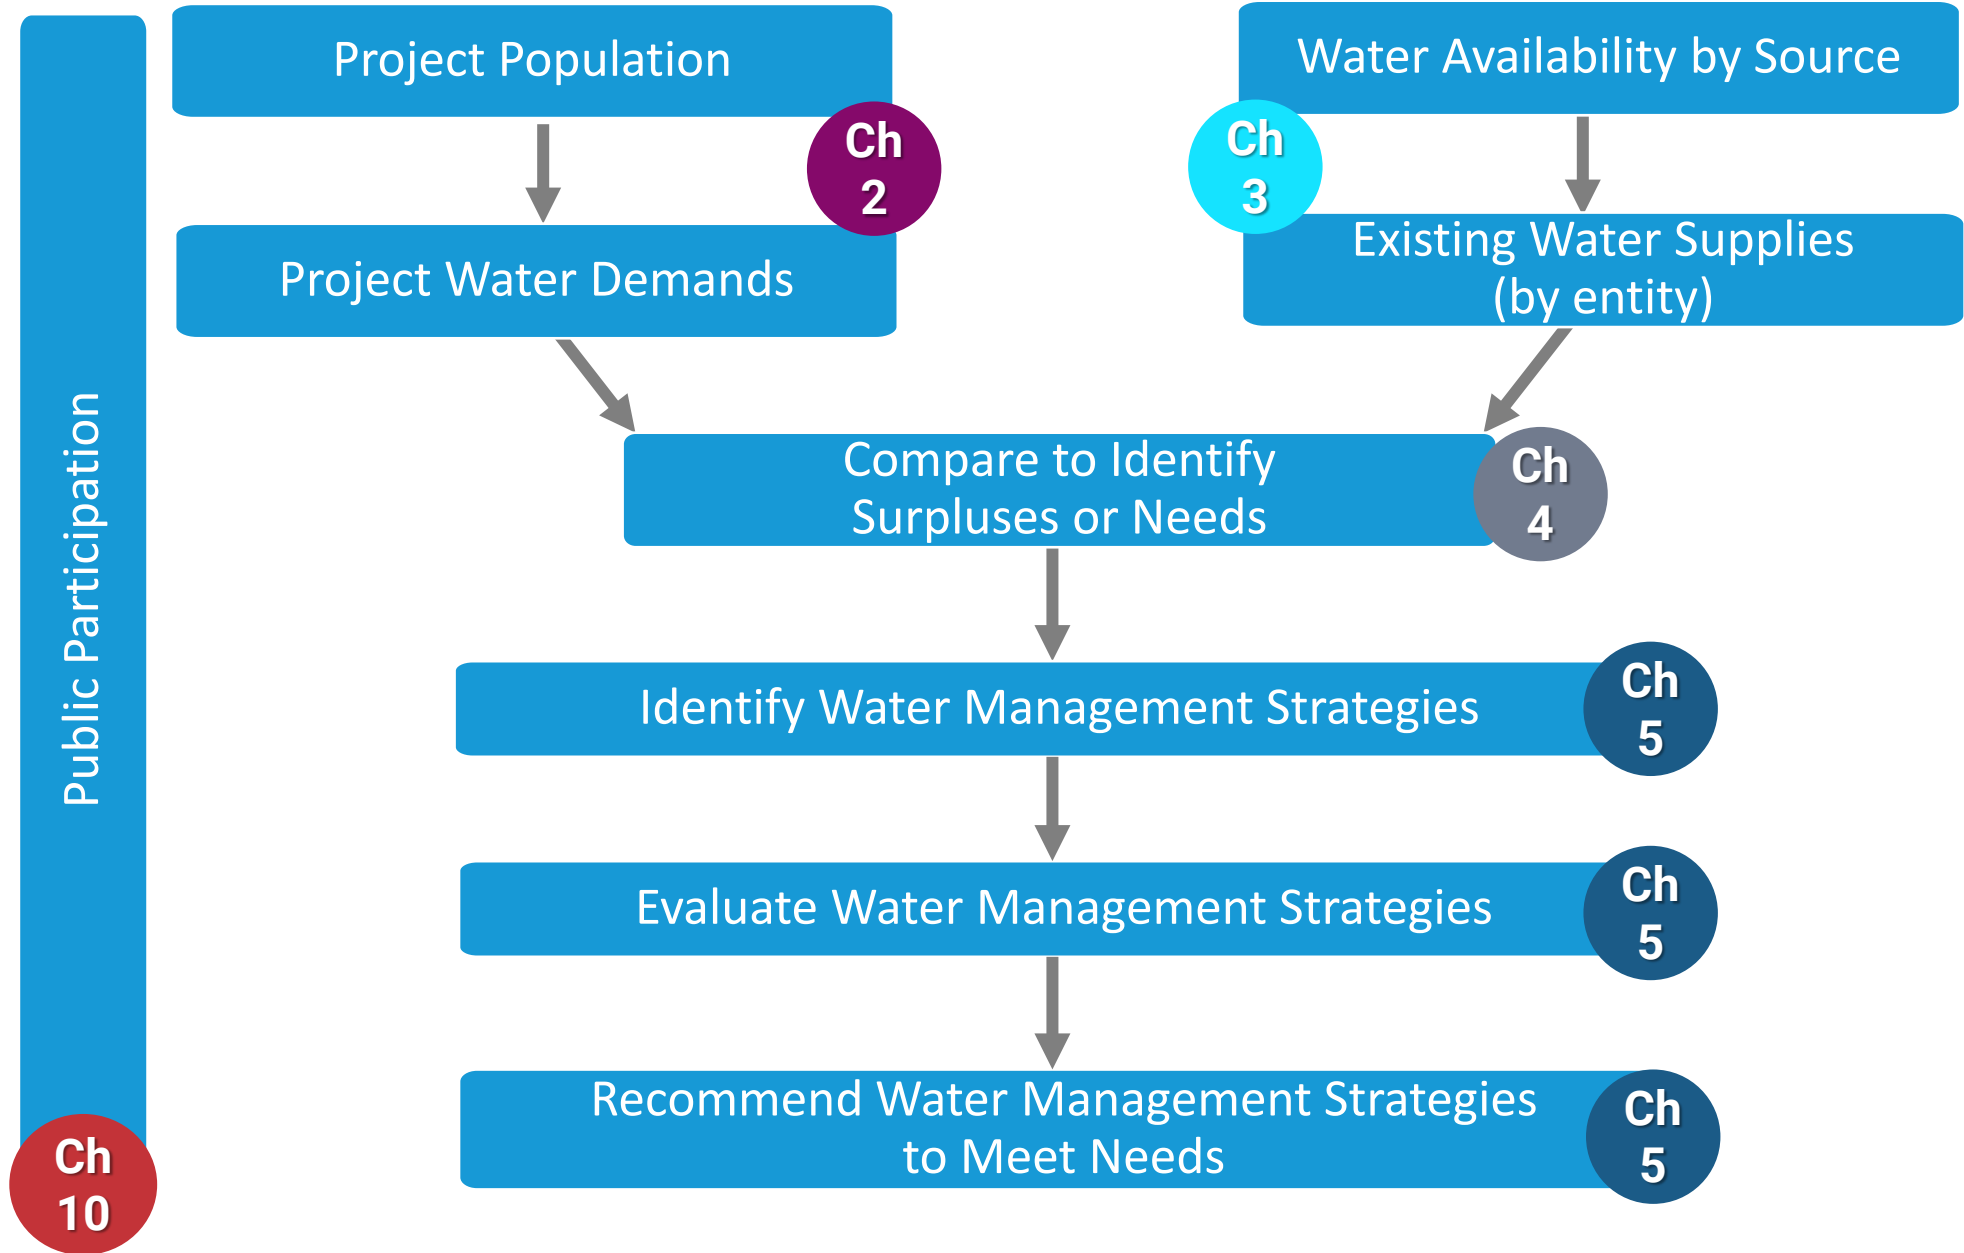 Project Population
Water Availability by Source
Ch
2
Ch
3
Project Water Demands
Existing Water Supplies
(by entity)
Compare to Identify
Surpluses or Needs
Ch
4
Identify Water Management Strategies
Ch
5
Evaluate Water Management Strategies
Ch
5
Recommend Water Management Strategies
to Meet Needs
Ch
5
Public Participation
Ch
10